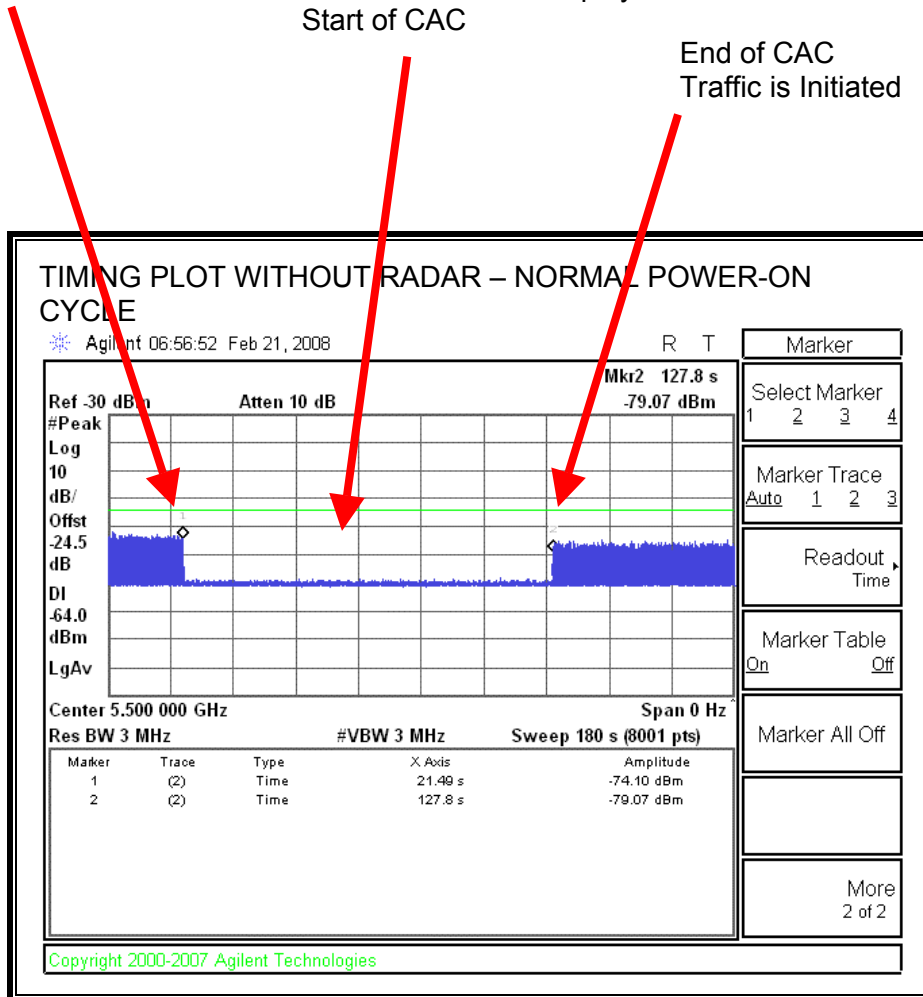 Start of CAC
End of CAC
Traffic is Initiated
TIMING PLOT WITHOUT RADAR – NORMAL POWER-ON
CYCLE
Agilent 06:56:52 Feb 21, 2008 R T
Mkr2 127.8 s
Ref -30 dBm Atten 10 dB -79.07 dBm
#Peak
Log
10
dB/
Offst
-24.5
dB
DI
-64.0
dBm
LgAv
1
2
Center 5.500 000 GHz Span 0 Hz
Res BW 3 MHz #VBW 3 MHz Sweep 180 s (8001 pts)
Marker Trace Type X Axis Amplitude
1 (2) Time 21.49 s -74.10 dBm
2 (2) Time 127.8 s -79.07 dBm
Marker
Select Marker
1 2 3 4
Marker Trace
Auto 1 2 3
Readout
Time
Marker Table
On Off
Marker All Off
More
2 of 2
Copyright 2000-2007 Agilent Technologies